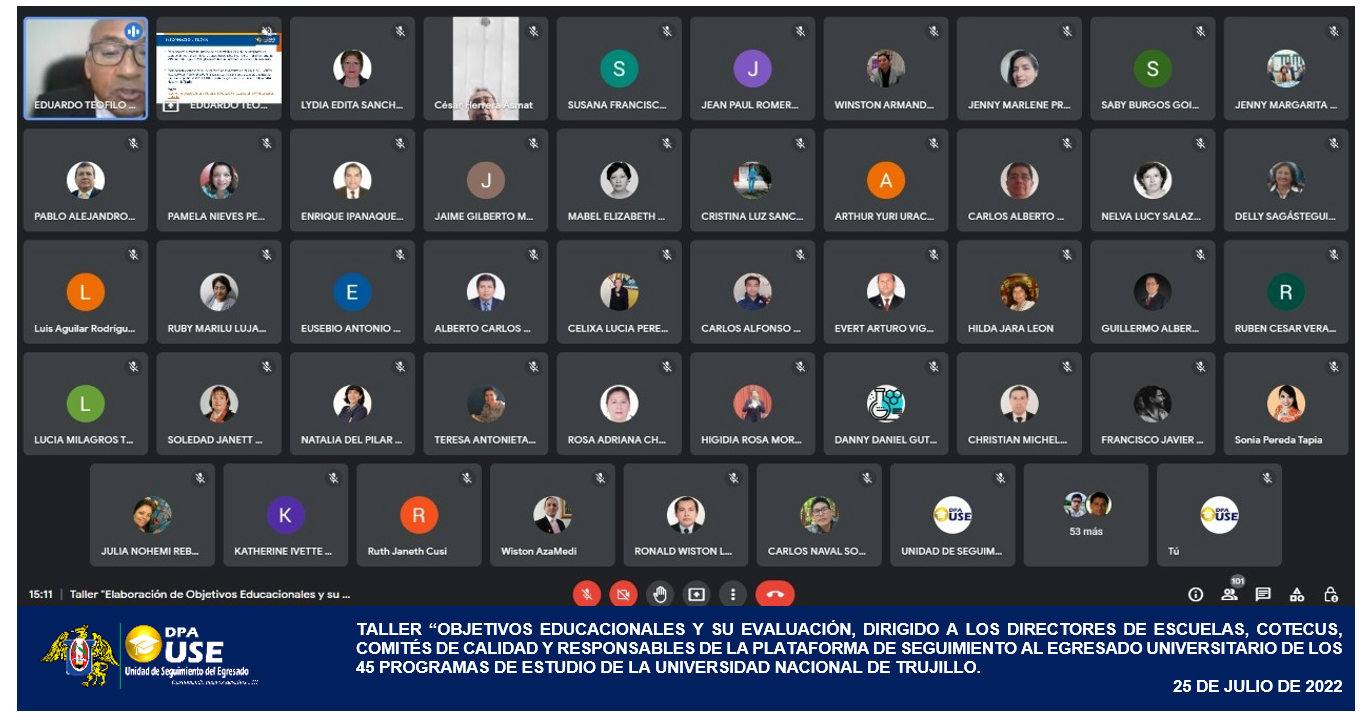 EDUARDO TEOFILO ...
EDUARDO TEO...
LYDIA EDITA SANCH...
César Herrera Asmat
S
SUSANA FRANCISC...
J
JEAN PAUL ROMER...
WINSTON ARMAND...
JENNY MARLENE PR...
S
SABY BURGOS GOI...
JENNY MARGARITA ...
PABLO ALEJANDRO...
PAMELA NIEVES PE...
ENRIQUE IPANAQUE...
J
JAIME GILBERTO M...
MABEL ELIZABETH ...
CRISTINA LUZ SANC...
A
ARTHUR YURI URAC...
CARLOS ALBERTO ...
NELVA LUCY SALAZ...
DELLY SAGÁSTEGUI...
L
Luis Aguilar Rodrígu...
RUBY MARILU LUJA...
E
EUSEBIO ANTONIO ...
ALBERTO CARLOS ...
CELIXA LUCIA PERE...
CARLOS ALFONSO ...
EVERT ARTURO VIG...
HILDA JARA LEON
GUILLERMO ALBER...
R
RUBEN CESAR VERA...
L
LUCIA MILAGROS T...
SOLEDAD JANETT ...
NATALIA DEL PILAR ...
TERESA ANTONIETA...
ROSA ADRIANA CH...
HIGIDIA ROSA MOR...
DANNY DANIEL GUT...
CHRISTIAN MICHEL...
FRANCISCO JAVIER ...
Sonia Pereda Tapia
JULIA NOHEMI REB...
K
KATHERINE IVETTE ...
R
Ruth Janeth Cusi
Wiston AzaMedi
RONALD WISTON L...
CARLOS NAVAL SO...
DPA
USE
UNIDAD DE SEGUIM...
53 más
DPA
USE
Tú
15:11 | Taller "Elaboración de Objetivos Educacionales y su ...
101
DPA
USE
Unidad de Seguimiento del Egresado
TALLER “OBJETIVOS EDUCACIONALES Y SU EVALUACIÓN, DIRIGIDO A LOS DIRECTORES DE ESCUELAS, COTECUS,
COMITÉS DE CALIDAD Y RESPONSABLES DE LA PLATAFORMA DE SEGUIMIENTO AL EGRESADO UNIVERSITARIO DE LOS
45 PROGRAMAS DE ESTUDIO DE LA UNIVERSIDAD NACIONAL DE TRUJILLO.
25 DE JULIO DE 2022